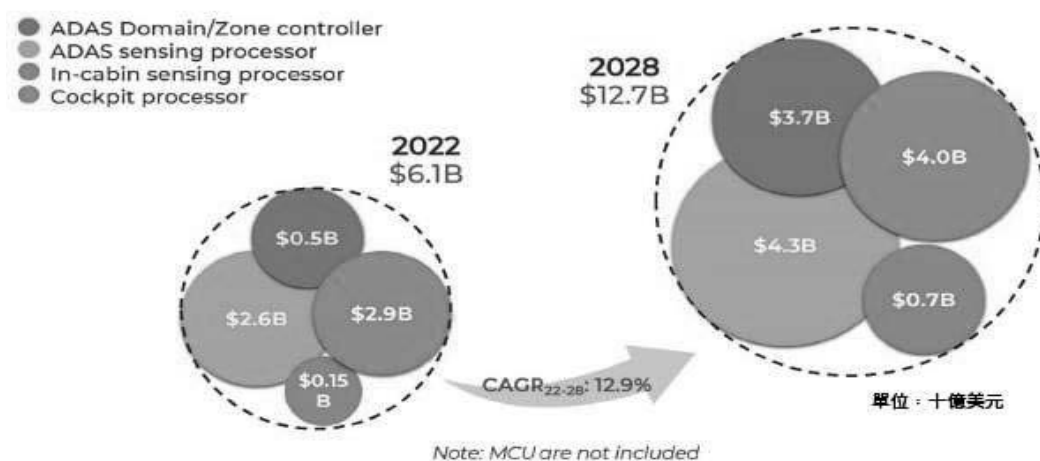 ADAS Domain/Zone controller
ADAS sensing processor
In-cabin sensing processor
Cockpit processor
2022
$6.1B
$0.5B
$2.6B
$2.9B
$0.15
B
CAGR22-28: 12.9%
2028
$12.7B
$3.7B
$4.0B
$4.3B
$0.7B
單位：十億美元
Note: MCU are not included